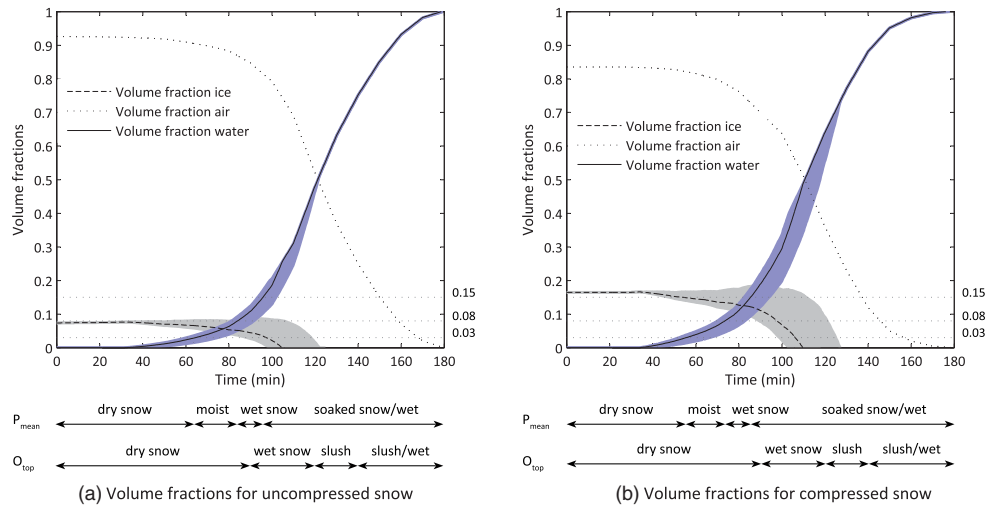 1
0.9
0.8
0.7
0.6
0.5
0.4
0.3
0.2
0.1
0
Volume fractions
Volume fraction ice
Volume fraction air
Volume fraction water
0.15
0.08
0.03
0 20 40 60 80 100 120 140 160 180
Time (min)
dry snow moist wet snow soaked snow/wet
Pmean
dry snow wet snow slush slush/wet
Otop
(a) Volume fractions for uncompressed snow
1
0.9
0.8
0.7
0.6
0.5
0.4
0.3
0.2
0.1
0
Volume fractions
Volume fraction ice
Volume fraction air
Volume fraction water
0.15
0.08
0.03
0 20 40 60 80 100 120 140 160 180
Time (min)
dry snow moist wet snow soaked snow/wet
Pmean
dry snow wet snow slush slush/wet
Otop
(b) Volume fractions for compressed snow